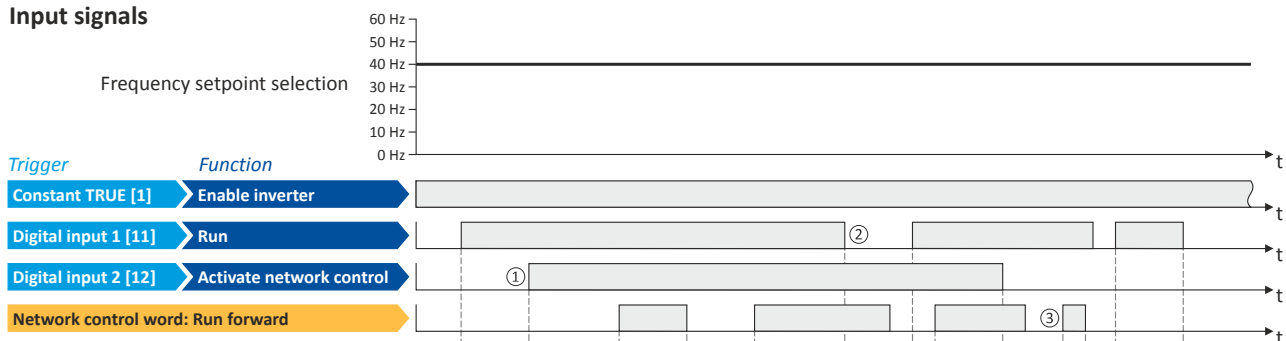 Input signals
60 Hz
50 Hz
40 Hz
30 Hz
20 Hz
10 Hz
0 Hz
Frequency setpoint selection
t
Trigger Function
Constant TRUE [1] Enable inverter
t
Digital input 1 [11] Run
②
t
Digital input 2 [12] Activate network control
①
t
Network control word: Run forward
③
t